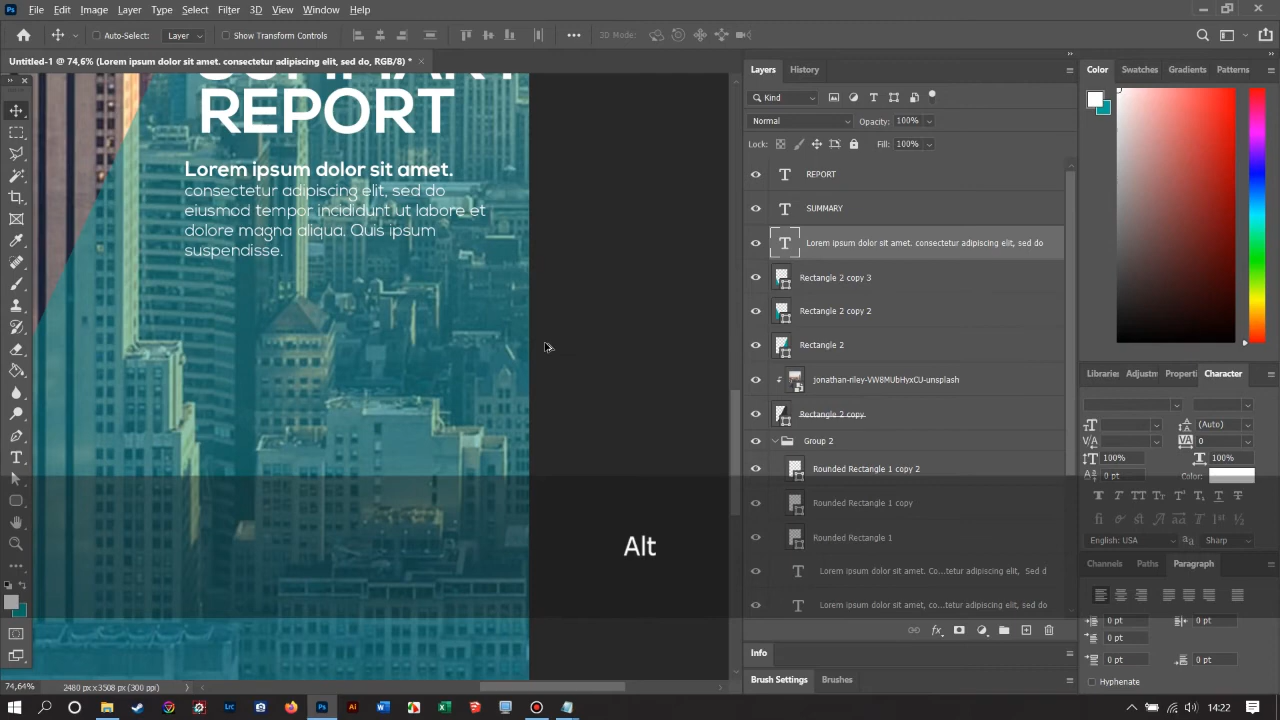 File Edit Image Layer Type Select Filter 3D View Window Help
Auto-Select: Layer Show Transform Controls 3D Mode:
Untitled-1 @ 74,6% (Lorem ipsum dolor sit amet. consectetur adipiscing elit, sed do, RGB/8) *
REPORT
Lorem ipsum dolor sit amet.
consectetur adipiscing elit, sed do
eiusmod tempor incididunt ut labore et
dolore magna aliqua. Quis ipsum
suspendisse.
Alt
74,64% 2480 px x 3508 px (300 ppi)
Layers History
Kind
Normal Opacity: 100%
Lock: Fill: 100%
REPORT
SUMMARY
Lorem ipsum dolor sit amet. consectetur adipiscing elit, sed do
Rectangle 2 copy 3
Rectangle 2 copy 2
Rectangle 2
jonathan-riley-VW8MUbHyxCU-unsplash
Rectangle 2 copy
Group 2
Rounded Rectangle 1 copy 2
Rounded Rectangle 1 copy
Rounded Rectangle 1
Lorem ipsum dolor sit amet. Co...tetur adipiscing elit, Sed d
Lorem ipsum dolor sit amet, co...tetur adipiscing elit, sed do
Info
Brush Settings Brushes
Color Swatches Gradients Patterns
Librarie Adjustm Properti Character
(Auto)
0
100% 100%
0 pt Color:
English: USA Sharp
Channels Paths Paragraph
0 pt 0 pt
0 pt
0 pt 0 pt
Hyphenate
14:22